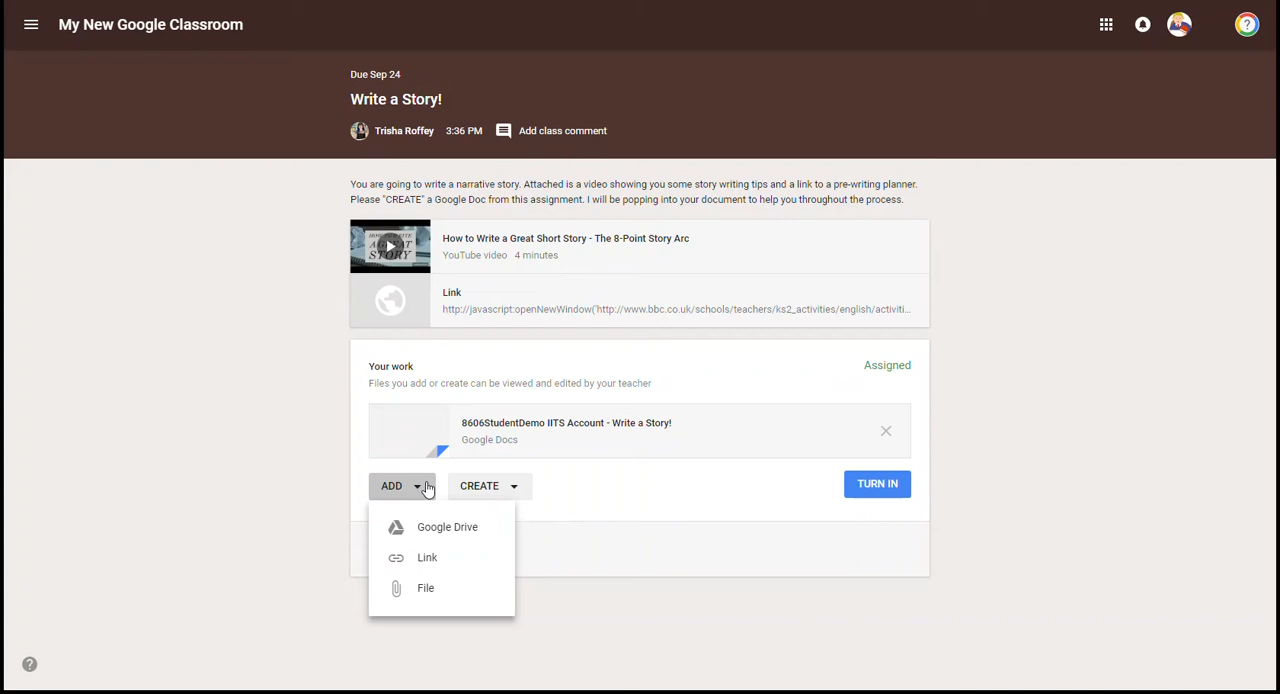 My New Google Classroom
Due Sep 24
Write a Story!
Trisha Roffey 3:36 PM Add class comment
You are going to write a narrative story. Attached is a video showing you some story writing tips and a link to a pre-writing planner.
Please "CREATE" a Google Doc from this assignment. I will be popping into your document to help you throughout the process.
A GREAT
STORY
How to Write a Great Short Story - The 8-Point Story Arc
YouTube video 4 minutes
Link
http://javascript:openNewWindow('http://www.bbc.co.uk/schools/teachers/ks2_activities/english/activiti...
Your work
Assigned
Files you add or create can be viewed and edited by your teacher
8606StudentDemo IITS Account - Write a Story!
Google Docs
ADD CREATE TURN IN
Google Drive
Link
File